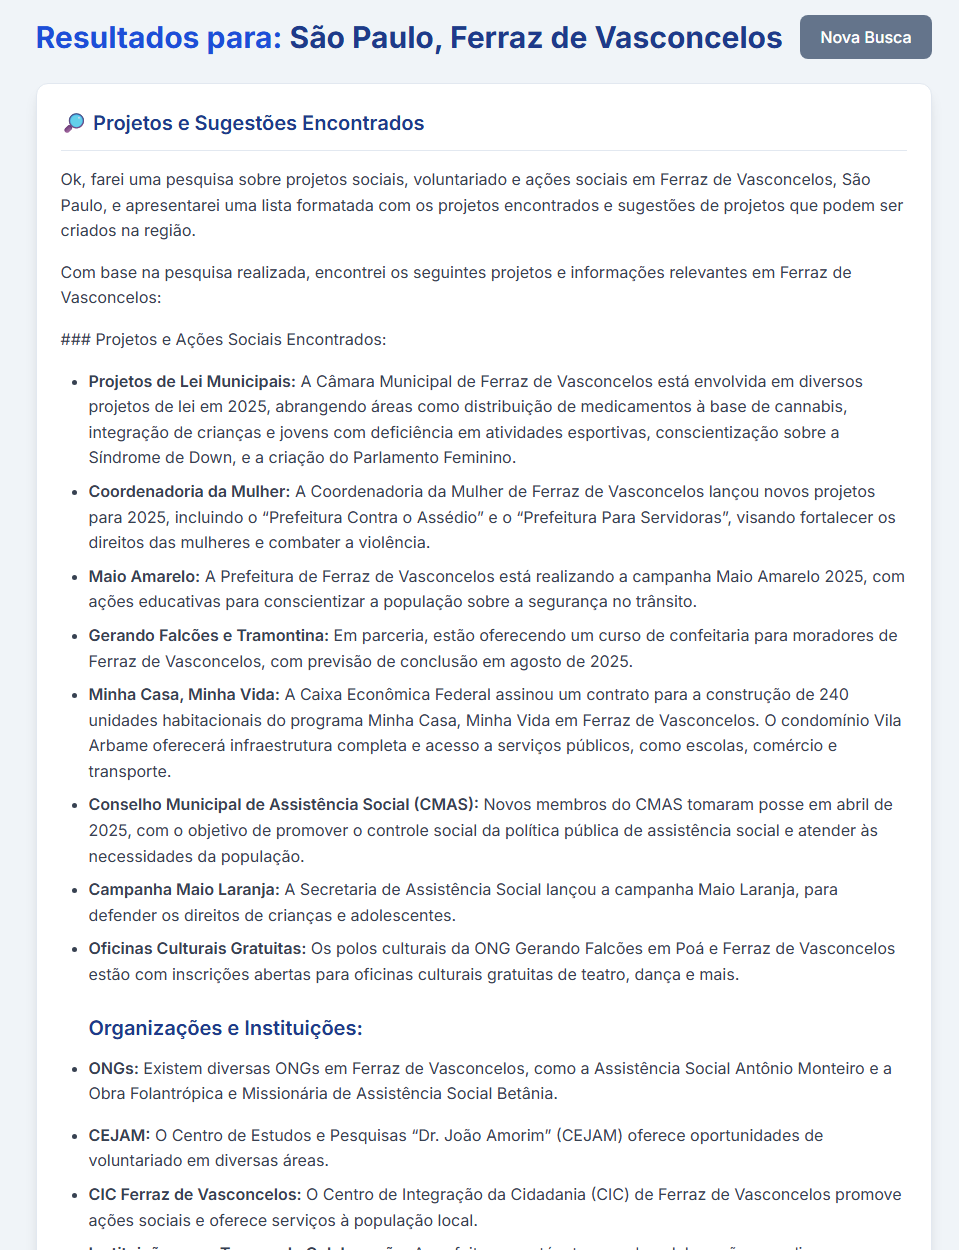 Resultados para: São Paulo, Ferraz de Vasconcelos
Nova Busca
Projetos e Sugestões Encontrados
Ok, farei uma pesquisa sobre projetos sociais, voluntariado e ações sociais em Ferraz de Vasconcelos, São
Paulo, e apresentarei uma lista formatada com os projetos encontrados e sugestões de projetos que podem ser
criados na região.
Com base na pesquisa realizada, encontrei os seguintes projetos e informações relevantes em Ferraz de
Vasconcelos:
### Projetos e Ações Sociais Encontrados:
• Projetos de Lei Municipais: A Câmara Municipal de Ferraz de Vasconcelos está envolvida em diversos
projetos de lei em 2025, abrangendo áreas como distribuição de medicamentos à base de cannabis,
integração de crianças e jovens com deficiência em atividades esportivas, conscientização sobre a
Síndrome de Down, e a criação do Parlamento Feminino.
• Coordenadoria da Mulher: A Coordenadoria da Mulher de Ferraz de Vasconcelos lançou novos projetos
para 2025, incluindo o “Prefeitura Contra o Assédio” e o “Prefeitura Para Servidoras”, visando fortalecer os
direitos das mulheres e combater a violência.
• Maio Amarelo: A Prefeitura de Ferraz de Vasconcelos está realizando a campanha Maio Amarelo 2025, com
ações educativas para conscientizar a população sobre a segurança no trânsito.
• Gerando Falcões e Tramontina: Em parceria, estão oferecendo um curso de confeitaria para moradores de
Ferraz de Vasconcelos, com previsão de conclusão em agosto de 2025.
• Minha Casa, Minha Vida: A Caixa Econômica Federal assinou um contrato para a construção de 240
unidades habitacionais do programa Minha Casa, Minha Vida em Ferraz de Vasconcelos. O condomínio Vila
Arbame oferecerá infraestrutura completa e acesso a serviços públicos, como escolas, comércio e
transporte.
• Conselho Municipal de Assistência Social (CMAS): Novos membros do CMAS tomaram posse em abril de
2025, com o objetivo de promover o controle social da política pública de assistência social e atender às
necessidades da população.
• Campanha Maio Laranja: A Secretaria de Assistência Social lançou a campanha Maio Laranja, para
defender os direitos de crianças e adolescentes.
• Oficinas Culturais Gratuitas: Os polos culturais da ONG Gerando Falcões em Poá e Ferraz de Vasconcelos
estão com inscrições abertas para oficinas culturais gratuitas de teatro, dança e mais.
Organizações e Instituições:
• ONGs: Existem diversas ONGs em Ferraz de Vasconcelos, como a Assistência Social Antônio Monteiro e a
Obra Folantrópica e Missionária de Assistência Social Betânia.
• CEJAM: O Centro de Estudos e Pesquisas “Dr. João Amorim” (CEJAM) oferece oportunidades de
voluntariado em diversas áreas.
• CIC Ferraz de Vasconcelos: O Centro de Integração da Cidadania (CIC) de Ferraz de Vasconcelos promove
ações sociais e oferece serviços à população local.